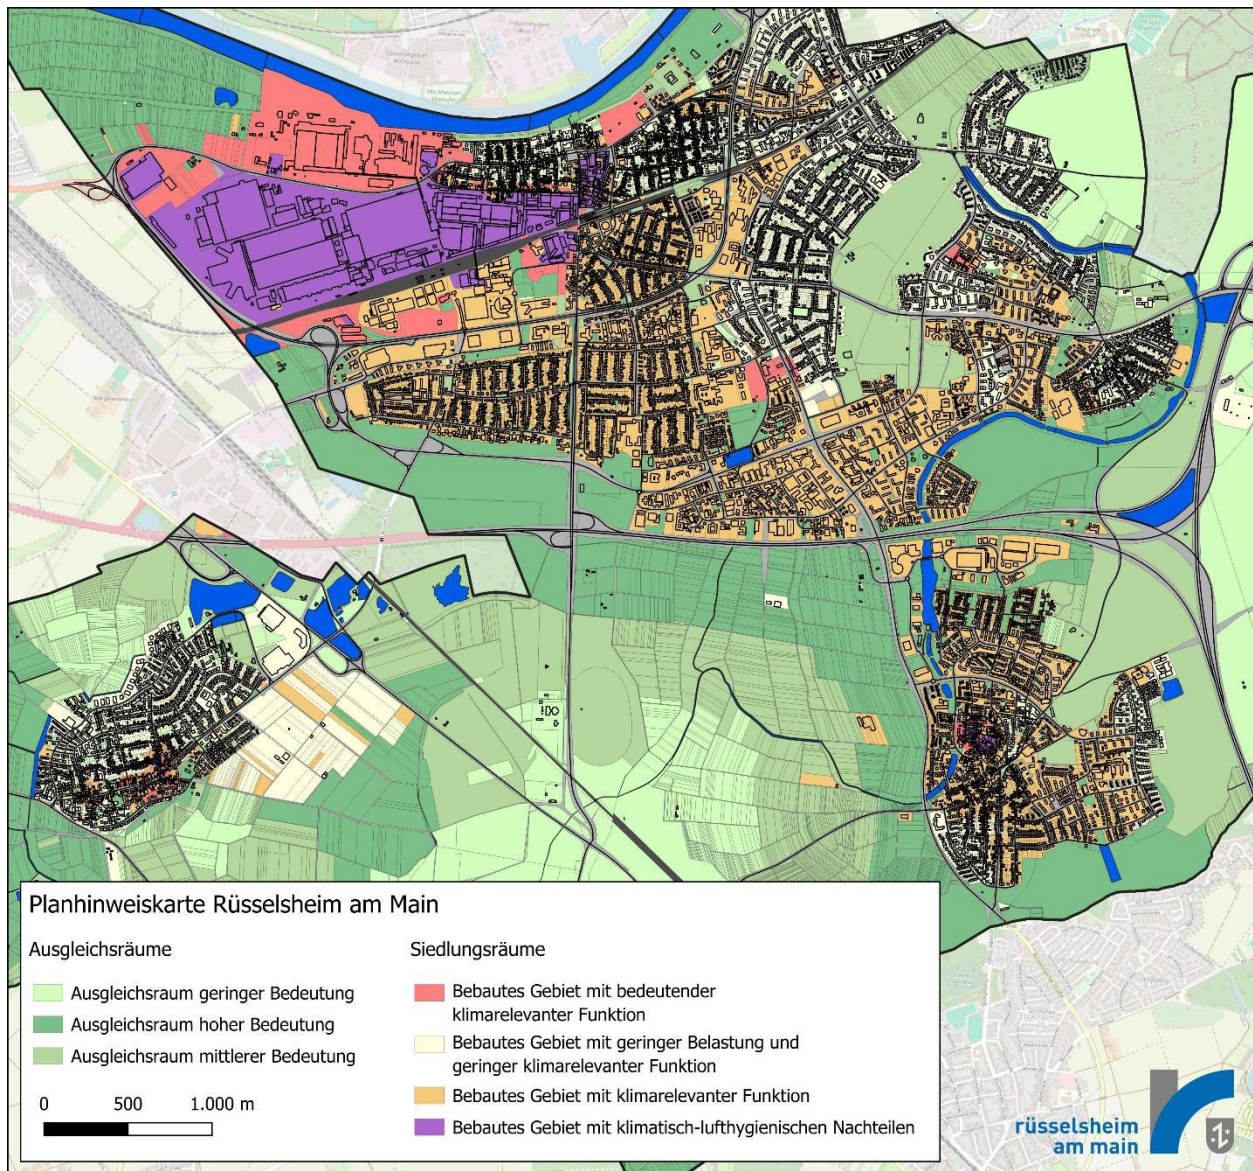 Planhinweiskarte Rüsselsheim am Main
Ausgleichsräume
Ausgleichsraum geringer Bedeutung
Ausgleichsraum hoher Bedeutung
Ausgleichsraum mittlerer Bedeutung
0 500 1.000 m
Siedlungsräume
Bebautes Gebiet mit bedeutender
klimarelevanter Funktion
Bebautes Gebiet mit geringer Belastung und
geringer klimarelevanter Funktion
Bebautes Gebiet mit klimarelevanter Funktion
Bebautes Gebiet mit klimatisch-lufthygienischen Nachteilen
rüsselsheim
am main